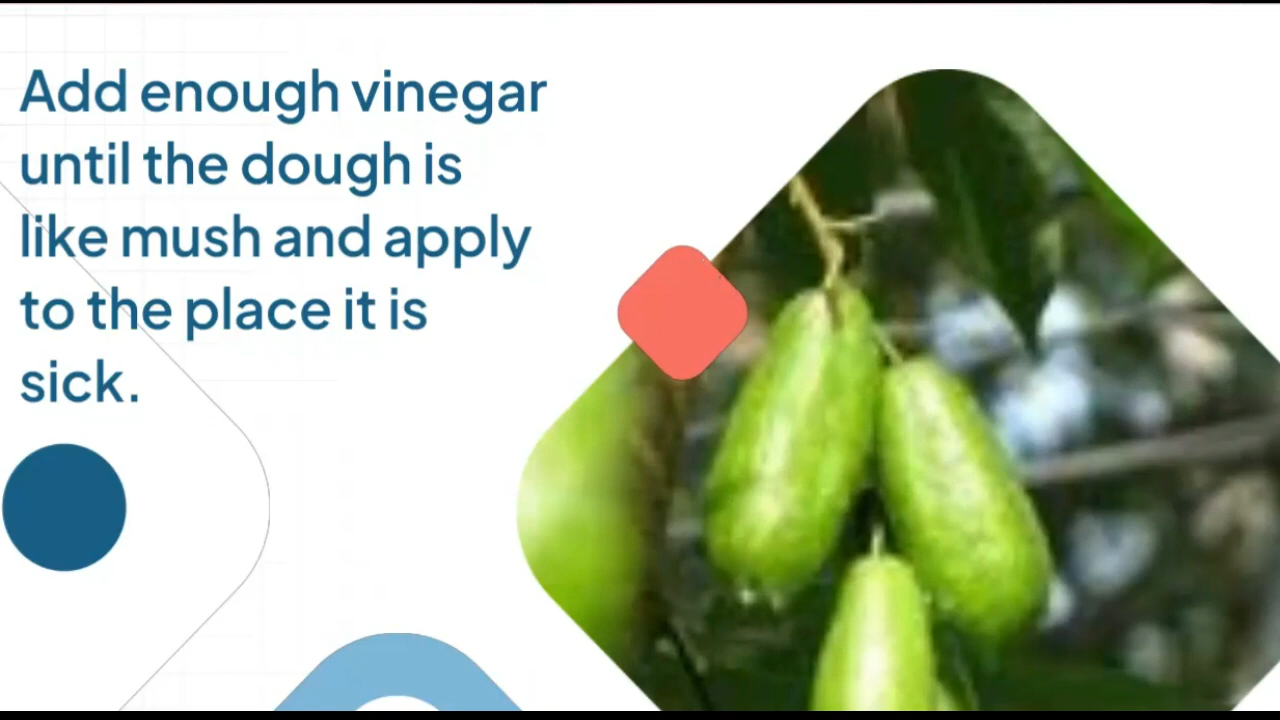 Add enough vinegar
until the dough is
like mush and apply
to the place it is
sick.